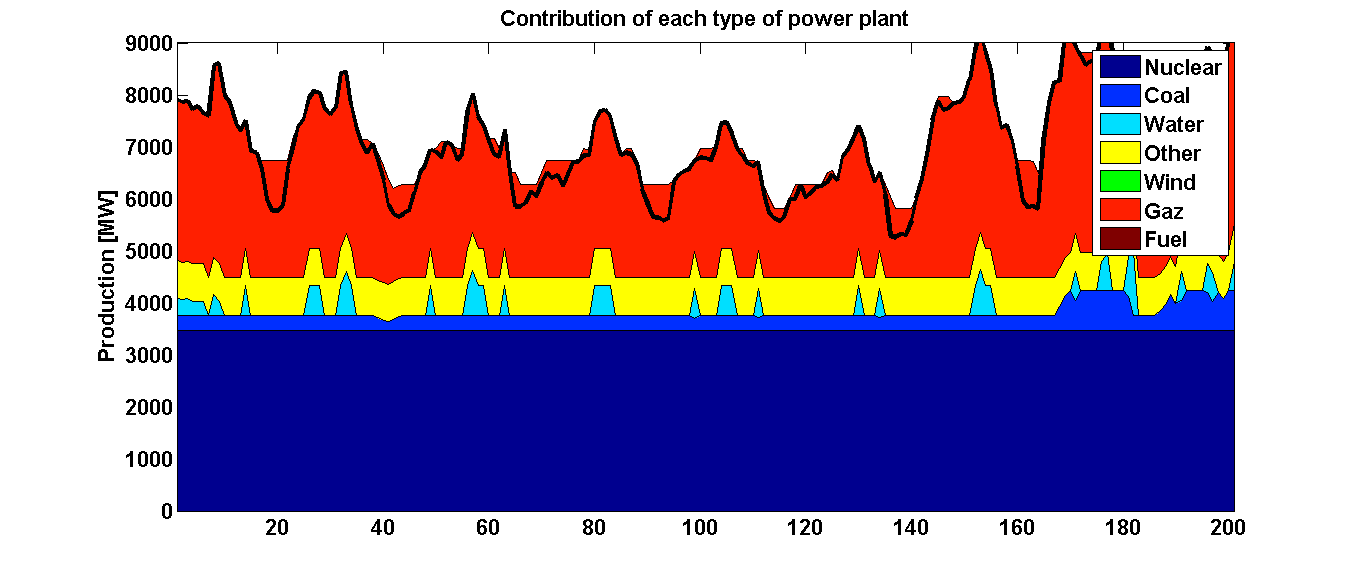 Contribution of each type of power plant
Production [MW]
9000
8000
7000
6000
5000
4000
3000
2000
1000
0
20
40
60
80
100
120
140
160
180
200
Nuclear
Coal
Water
Other
Wind
Gaz
Fuel